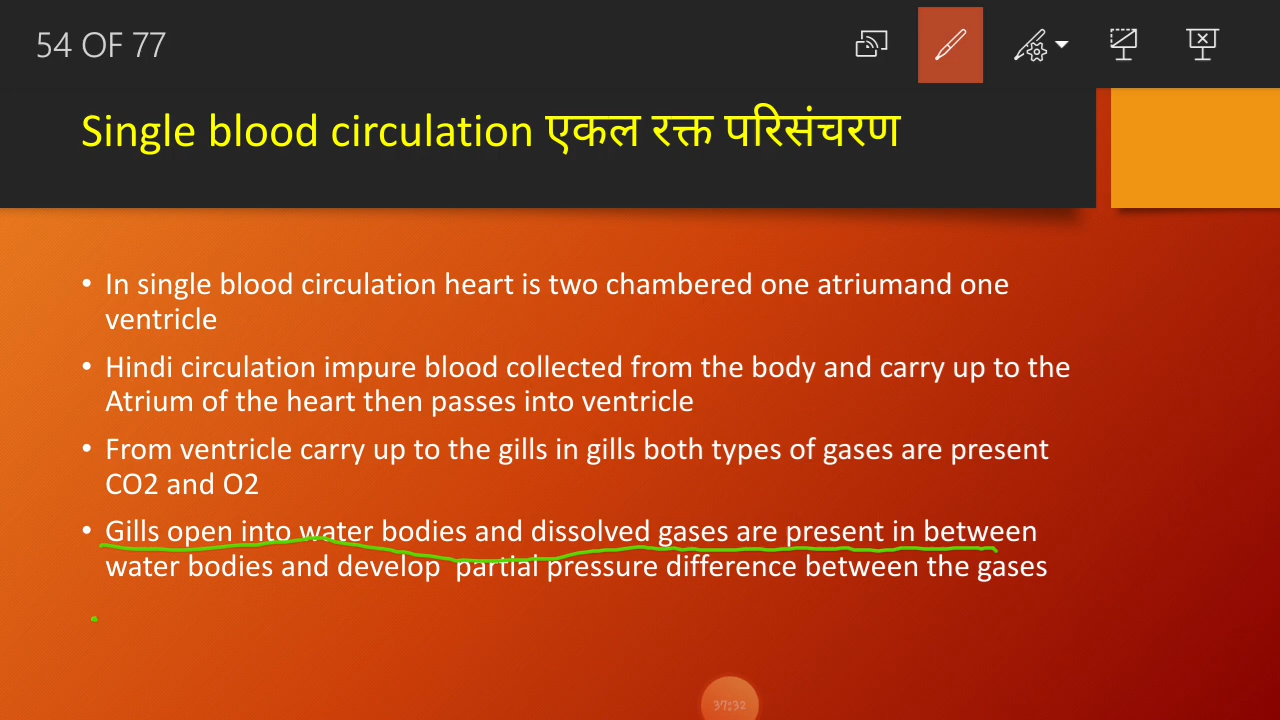 54 OF 77
Single blood circulation एकल रक्त परिसंचरण
• In single blood circulation heart is two chambered one atriumand one
ventricle
• Hindi circulation impure blood collected from the body and carry up to the
Atrium of the heart then passes into ventricle
• From ventricle carry up to the gills in gills both types of gases are present
CO2 and O2
• Gills open into water bodies and dissolved gases are present in between
water bodies and develop partial pressure difference between the gases
37:32